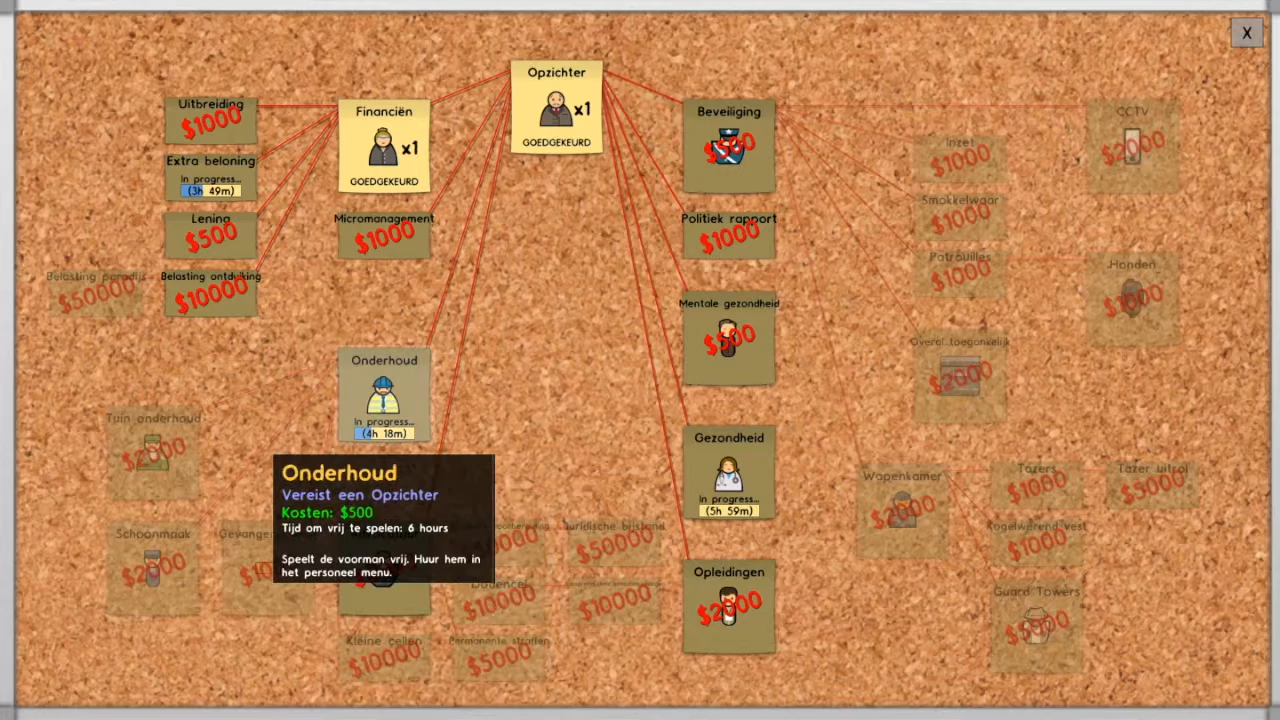 X
Opzichter
x1
GOEDGEKEURD
Uitbreiding
$1000
Financiën
x1
GOEDGEKEURD
Beveiliging
$500
CCTV
$2000
Inzet
$1000
Extra beloning
In progress...
(3h 49m)
Smokkelwaar
$1000
Lening
$500
Micromanagement
$1000
Politiek rapport
$1000
Patrouilles
$1000
Honden
$1000
Belasting paradijs
$50000
Belasting ontduiking
$10000
Mentale gezondheid
$500
Overal toegankelijk
$2000
Onderhoud
In progress...
(4h 18m)
Tuin onderhoud
$2000
Gezondheid
In progress...
(5h 59m)
Wapenkamer
$2000
Tazers
$1000
Tazer uitrol
$5000
Onderhoud
Vereist een Opzichter
Kosten: $500
Tijd om vrij te spelen: 6 hours
Speelt de voorman vrij. Huur hem in
het personeel menu.
Schoonmaak
$2000
Juridische bijstand
$50000
Kogelwerend vest
$1000
Opleidingen
$2000
Dodencel
$10000
$10000
Guard Towers
$5000
Kleine cellen
$10000
Permanente straffen
$5000